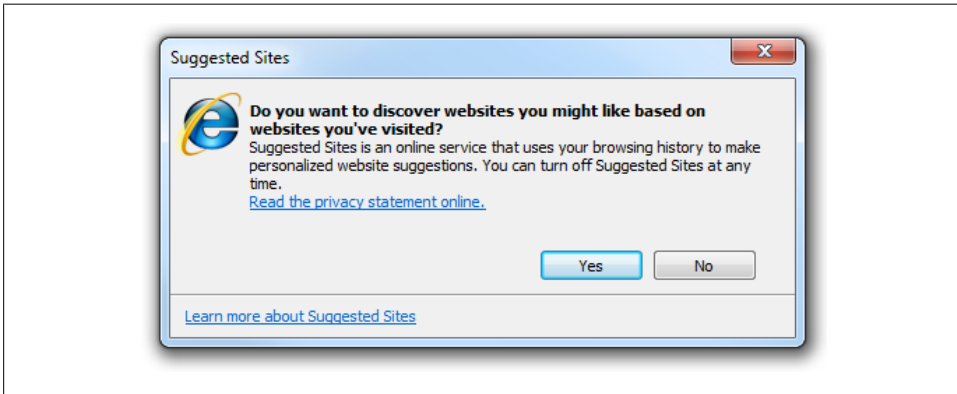 Suggested Sites
Do you want to discover websites you might like based on
websites you've visited?
Suggested Sites is an online service that uses your browsing history to make
personalized website suggestions. You can turn off Suggested Sites at any
time.
Read the privacy statement online.
Yes No
Learn more about Suggested Sites